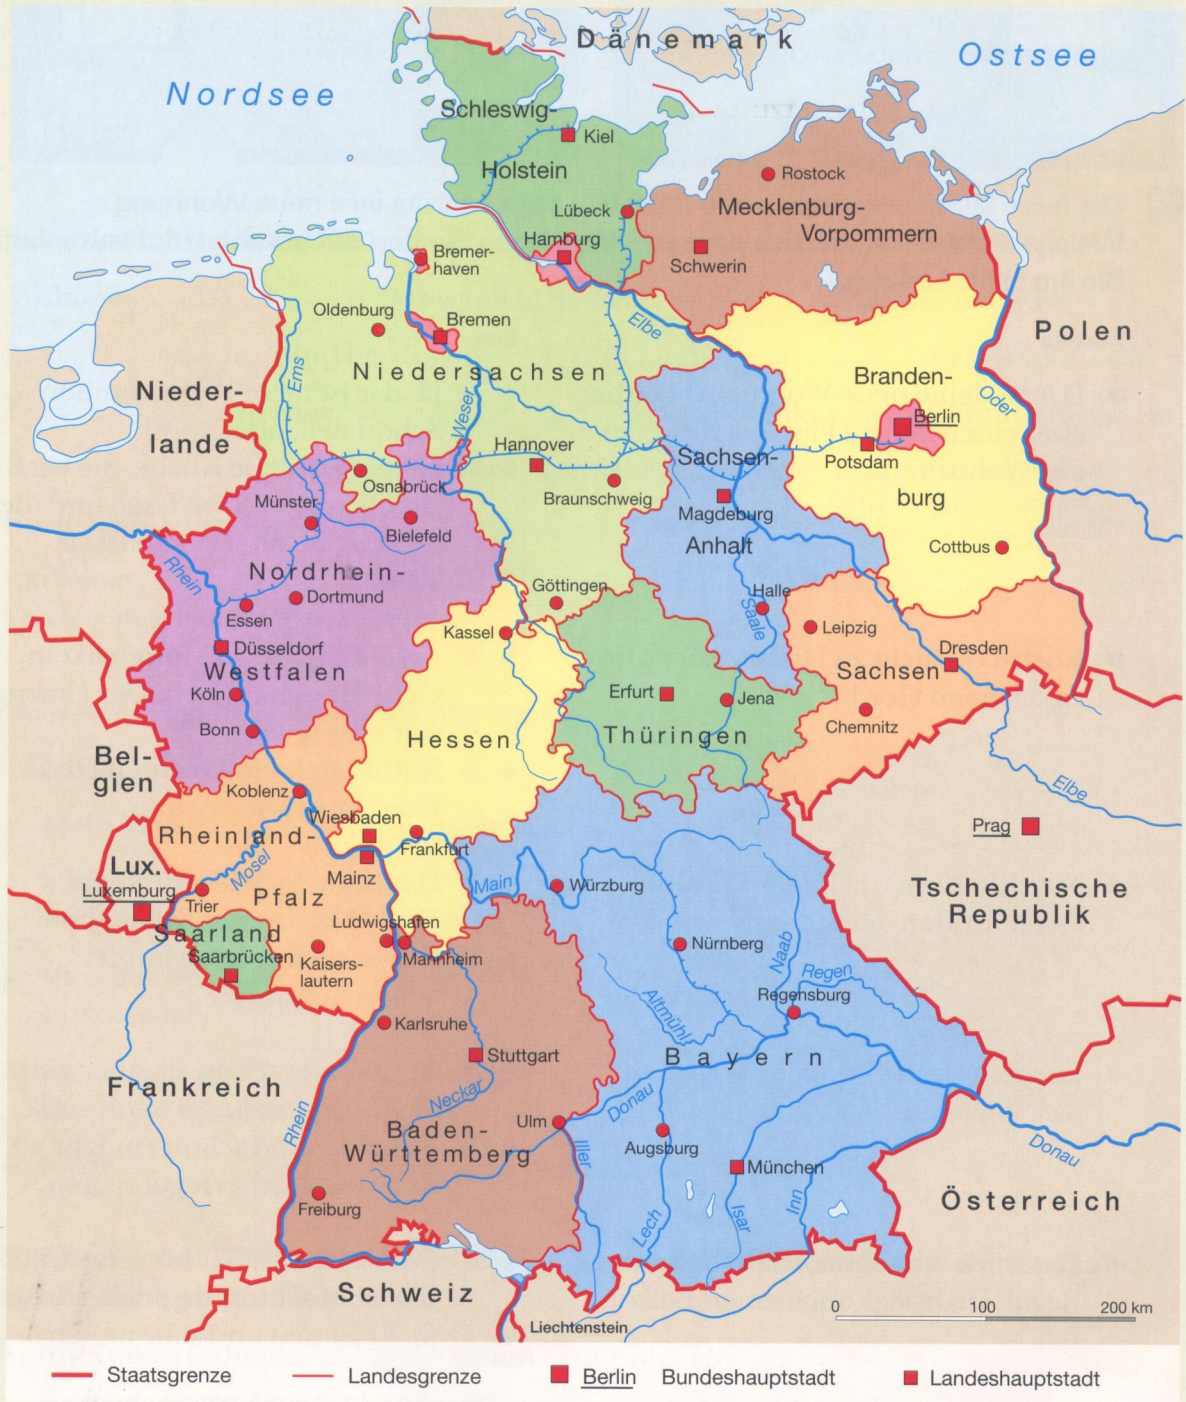 Dänemark
Ostsee
Nordsee
Schleswig-
Holstein
Kiel
Lübeck
Hamburg
Rostock
Mecklenburg-
Vorpommern
Schwerin
Bremer-
haven
Oldenburg
Bremen
Elbe
Polen
Ems
Niedersachsen
Weser
Nieder-
lande
Branden-
burg
Berlin
Potsdam
Oder
Cottbus
Hannover
Braunschweig
Osnabrück
Göttingen
Sachsen-
Anhalt
Magdeburg
Halle
Saale
Münster
Bielefeld
Rhein
Nordrhein-
Westfalen
Dortmund
Essen
Düsseldorf
Köln
Bonn
Kassel
Hessen
Erfurt
Jena
Thüringen
Leipzig
Sachsen
Dresden
Chemnitz
Elbe
Prag
Tschechische
Republik
Bel-
gien
Koblenz
Rheinland-
Pfalz
Mosel
Wiesbaden
Mainz
Frankfurt
Lux.
Luxemburg
Trier
Saarland
Saarbrücken
Ludwigshafen
Kaisers-
lautern
Mannheim
Main
Würzburg
Nürnberg
Naab
Regen
Regensburg
Altmühl
Bayern
Karlsruhe
Stuttgart
Neckar
Frankreich
Rhein
Baden-
Württemberg
Ulm
Iller
Donau
Augsburg
München
Lech
Isar
Inn
Donau
Österreich
Freiburg
Schweiz
Liechtenstein
0 100 200 km
Staatsgrenze Landesgrenze Berlin Bundeshauptstadt Landeshauptstadt